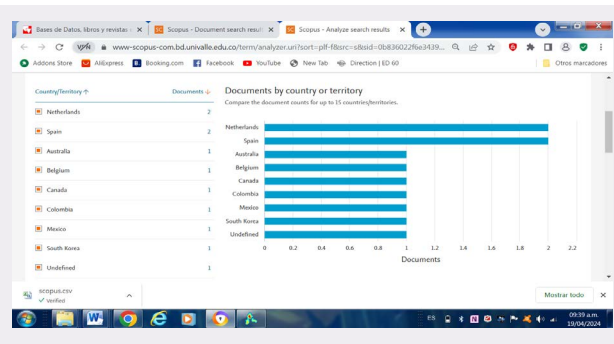 Bases de Datos, libros y revistas e
Scopus - Document search result
Scopus - Analyze search results
VPN
www-scopus-com.bd.univalle.edu.co/term/analyzer.uri?sort=plf-f&src=s&sid=0b836022f6e3439...
Addons Store
AliExpress
Booking.com
Facebook
YouTube
New Tab
Direction | ED 60
Otros marcadores
Country/Territory
Documents
Netherlands 2
Spain 2
Australia 1
Belgium 1
Canada 1
Colombia 1
Mexico 1
South Korea 1
Undefined 1
Documents by country or territory
Compare the document counts for up to 15 countries/territories.
Netherlands
Spain
Australia
Belgium
Canada
Colombia
Mexico
South Korea
Undefined
0 0.2 0.4 0.6 0.8 1 1.2 1.4 1.6 1.8 2 2.2
Documents
scopus.csv
Verified
Mostrar todo
ES
09:39 a.m.
19/04/2024